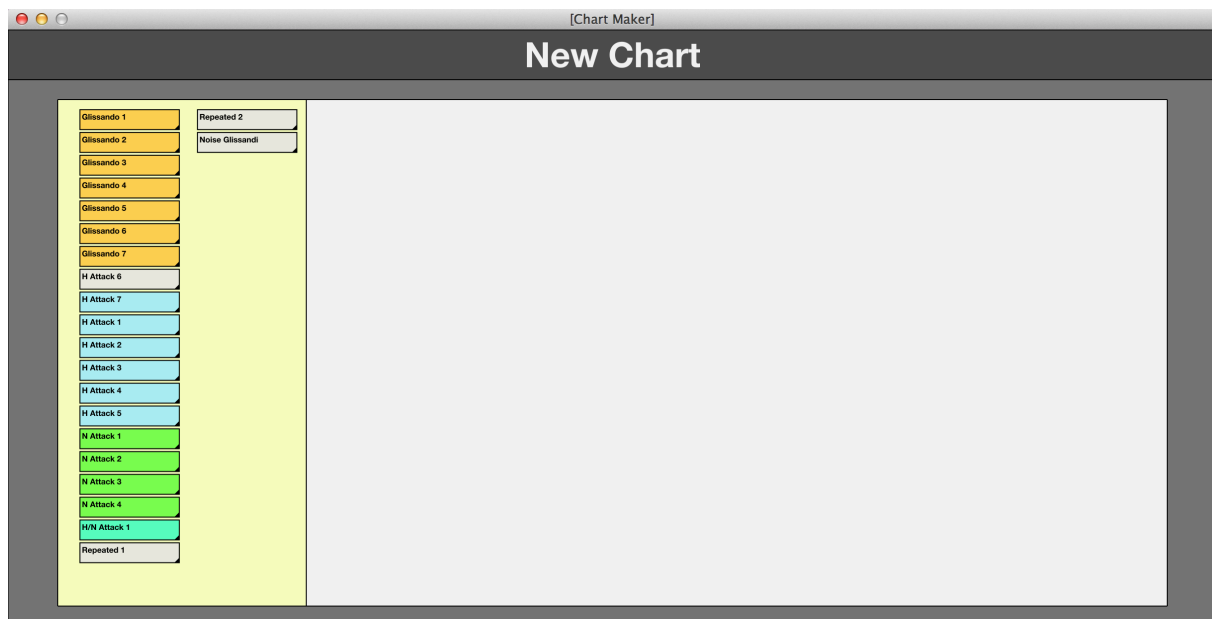 [Chart Maker]
New Chart
Glissando 1
Glissando 2
Glissando 3
Glissando 4
Glissando 5
Glissando 6
Glissando 7
H Attack 6
H Attack 7
H Attack 1
H Attack 2
H Attack 3
H Attack 4
H Attack 5
N Attack 1
N Attack 2
N Attack 3
N Attack 4
H/N Attack 1
Repeated 1
Repeated 2
Noise Glissandi